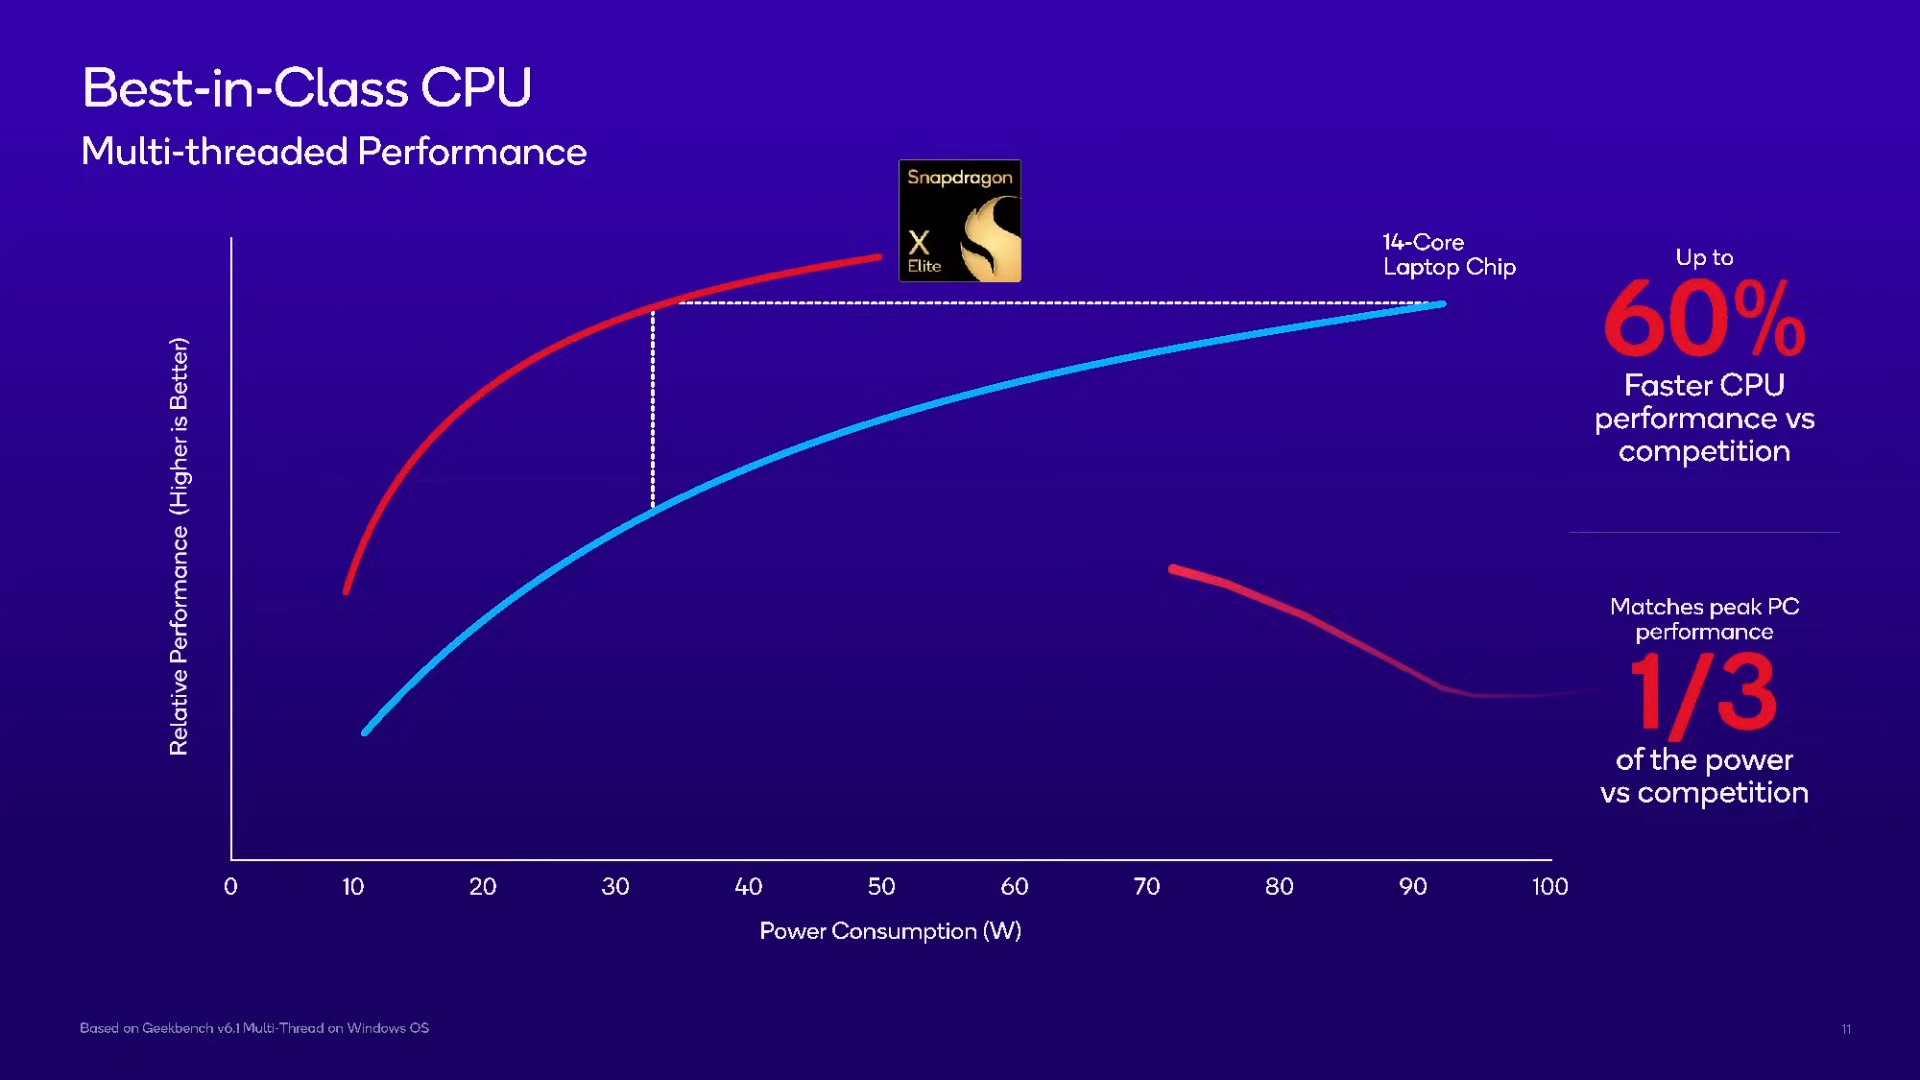 Best-in-Class CPU
Multi-threaded Performance
Snapdragon
X
Elite
14-Core
Laptop Chip
Up to
60%
Faster CPU
performance vs
competition
Matches peak PC
performance
1/3
of the power
vs competition
Relative Performance (Higher is Better)
0 10 20 30 40 50 60 70 80 90 100
Power Consumption (W)
Based on Geekbench v6.1 Multi-Thread on Windows OS
11